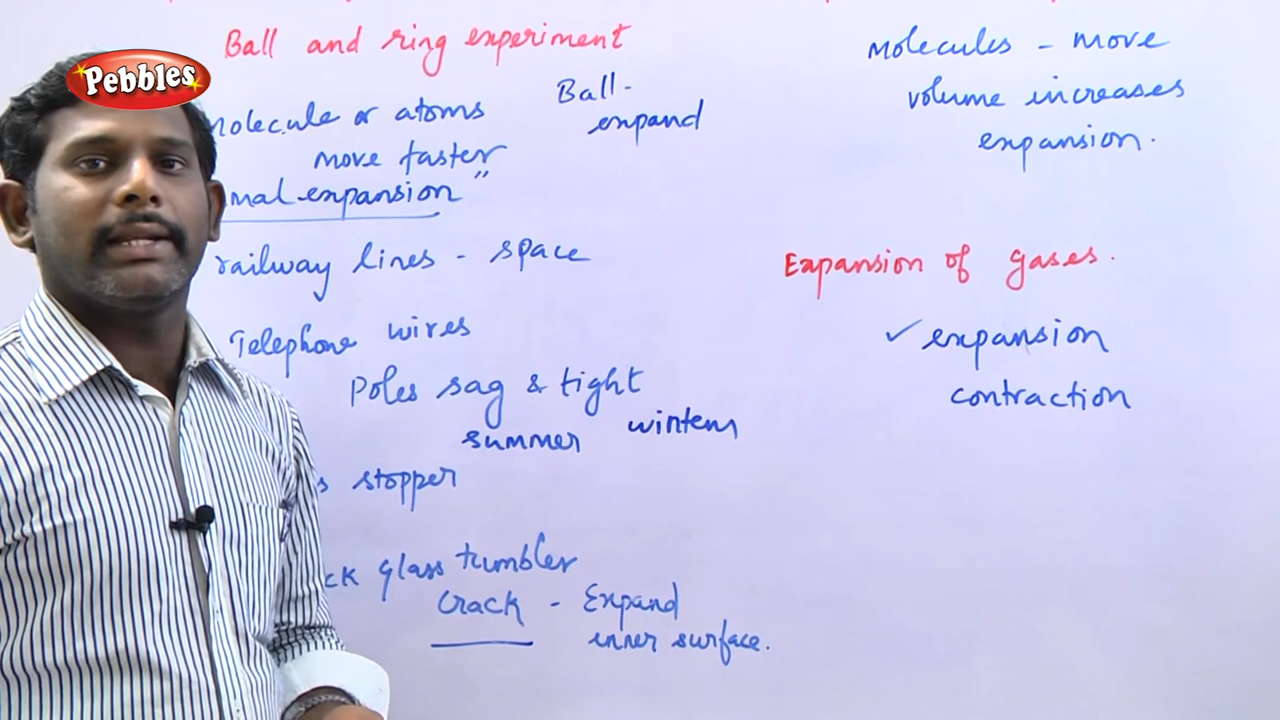 Pebbles
Ball and ring experiment
molecule or atoms
move faster
mal expansion"
Ball -
expand
railway lines - space
Telephone wires
Poles sag & tight
summer winters
s stopper
ck glass tumbler
crack - Expand
inner surface.
molecules - move
volume increases
expansion.
Expansion of gases.
✓ expansion
contraction